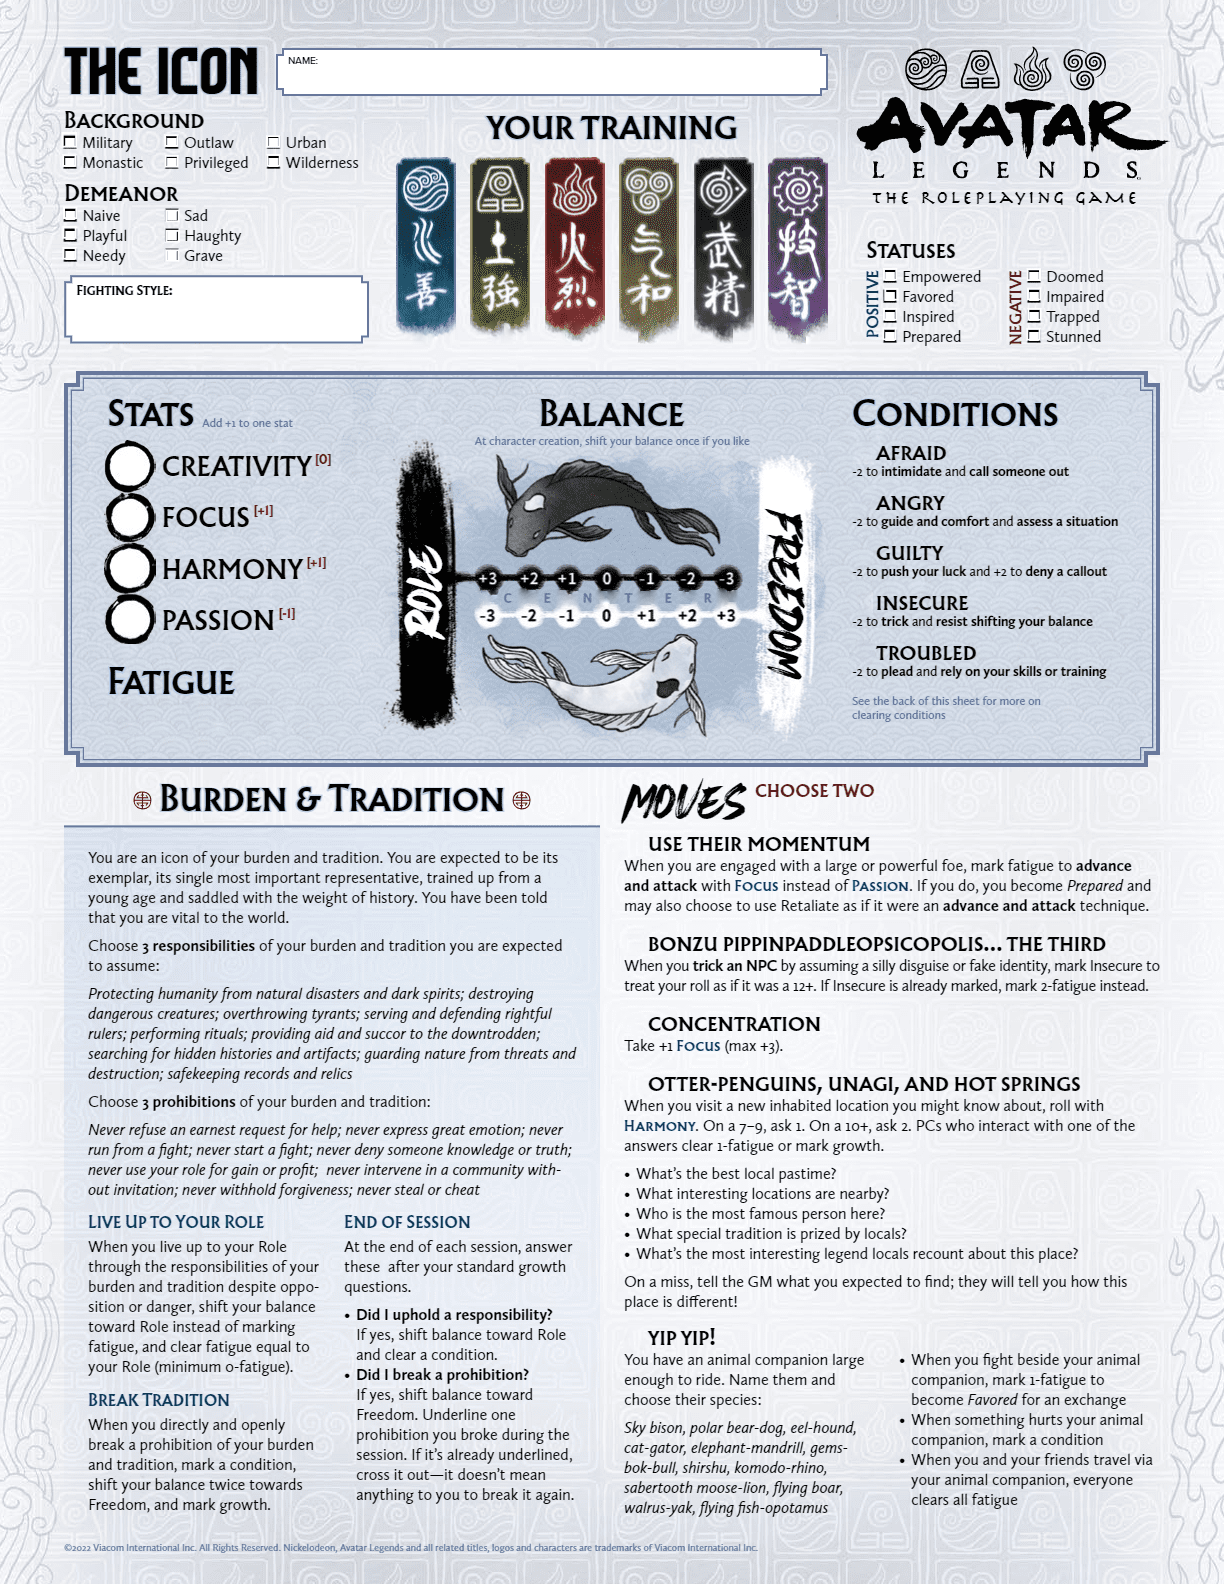 THE ICON
NAME:
BACKGROUND
Military
Outlaw
Urban
Monastic
Privileged
Wilderness
DEMEANOR
Naive
Sad
Playful
Haughty
Needy
Grave
FIGHTING STYLE:
YOUR TRAINING
水善
土強
火烈
气和
武精
技智
AVATAR
LEGENDS
THE ROLEPLAYING GAME
STATUSES
POSITIVE
Empowered
Favored
Inspired
Prepared
NEGATIVE
Doomed
Impaired
Trapped
Stunned
STATS Add +1 to one stat
CREATIVITY [0]
FOCUS [+1]
HARMONY [+1]
PASSION [-1]
FATIGUE
BALANCE
At character creation, shift your balance once if you like
ROLE
+3 +2 +1 0 -1 -2 -3
CENTER
-3 -2 -1 0 +1 +2 +3
FREEDOM
CONDITIONS
AFRAID
-2 to intimidate and call someone out
ANGRY
-2 to guide and comfort and assess a situation
GUILTY
-2 to push your luck and +2 to deny a callout
INSECURE
-2 to trick and resist shifting your balance
TROUBLED
-2 to plead and rely on your skills or training
See the back of this sheet for more on
clearing conditions
BURDEN & TRADITION
You are an icon of your burden and tradition. You are expected to be its
exemplar, its single most important representative, trained up from a
young age and saddled with the weight of history. You have been told
that you are vital to the world.
Choose 3 responsibilities of your burden and tradition you are expected
to assume:
Protecting humanity from natural disasters and dark spirits; destroying
dangerous creatures; overthrowing tyrants; serving and defending rightful
rulers; performing rituals; providing aid and succor to the downtrodden;
searching for hidden histories and artifacts; guarding nature from threats and
destruction; safekeeping records and relics
Choose 3 prohibitions of your burden and tradition:
Never refuse an earnest request for help; never express great emotion; never
run from a fight; never start a fight; never deny someone knowledge or truth;
never use your role for gain or profit; never intervene in a community with-
out invitation; never withhold forgiveness; never steal or cheat
LIVE UP TO YOUR ROLE
When you live up to your Role
through the responsibilities of your
burden and tradition despite oppo-
sition or danger, shift your balance
toward Role instead of marking
fatigue, and clear fatigue equal to
your Role (minimum 0-fatigue).
BREAK TRADITION
When you directly and openly
break a prohibition of your burden
and tradition, mark a condition,
shift your balance twice towards
Freedom, and mark growth.
END OF SESSION
At the end of each session, answer
these after your standard growth
questions.
• Did I uphold a responsibility?
If yes, shift balance toward Role
and clear a condition.
• Did I break a prohibition?
If yes, shift balance toward
Freedom. Underline one
prohibition you broke during the
session. If it's already underlined,
cross it out—it doesn't mean
anything to you to break it again.
MOVES CHOOSE TWO
USE THEIR MOMENTUM
When you are engaged with a large or powerful foe, mark fatigue to advance
and attack with FOCUS instead of PASSION. If you do, you become Prepared and
may also choose to use Retaliate as if it were an advance and attack technique.
BONZU PIPPINPADDLEOPSICOPOLIS... THE THIRD
When you trick an NPC by assuming a silly disguise or fake identity, mark Insecure to
treat your roll as if it was a 12+. If Insecure is already marked, mark 2-fatigue instead.
CONCENTRATION
Take +1 FOCUS (max +3).
OTTER-PENGUINS, UNAGI, AND HOT SPRINGS
When you visit a new inhabited location you might know about, roll with
HARMONY. On a 7–9, ask 1. On a 10+, ask 2. PCs who interact with one of the
answers clear 1-fatigue or mark growth.
• What's the best local pastime?
• What interesting locations are nearby?
• Who is the most famous person here?
• What special tradition is prized by locals?
• What's the most interesting legend locals recount about this place?
On a miss, tell the GM what you expected to find; they will tell you how this
place is different!
YIP YIP!
You have an animal companion large
enough to ride. Name them and
choose their species:
Sky bison, polar bear-dog, eel-hound,
cat-gator, elephant-mandrill, gems-
bok-bull, shirshu, komodo-rhino,
sabertooth moose-lion, flying boar,
walrus-yak, flying fish-opotamus
• When you fight beside your animal
companion, mark 1-fatigue to
become Favored for an exchange
• When something hurts your animal
companion, mark a condition
• When you and your friends travel via
your animal companion, everyone
clears all fatigue
©2022 Viacom International Inc. All Rights Reserved. Nickelodeon, Avatar Legends and all related titles, logos and characters are trademarks of Viacom International Inc.